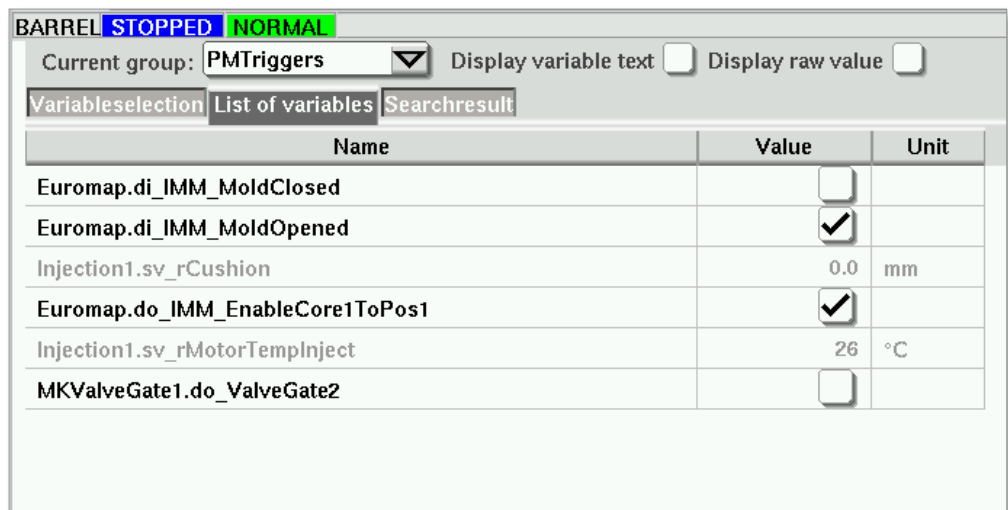 BARREL STOPPED NORMAL
Current group: PMTriggers Display variable text Display raw value
Variableselection List of variables Searchresult
Name Value Unit
Euromap.di_IMM_MoldClosed
Euromap.di_IMM_MoldOpened
Injection1.sv_rCushion 0.0 mm
Euromap.do_IMM_EnableCore1ToPos1
Injection1.sv_rMotorTempInject 26 °C
MKValveGate1.do_ValveGate2